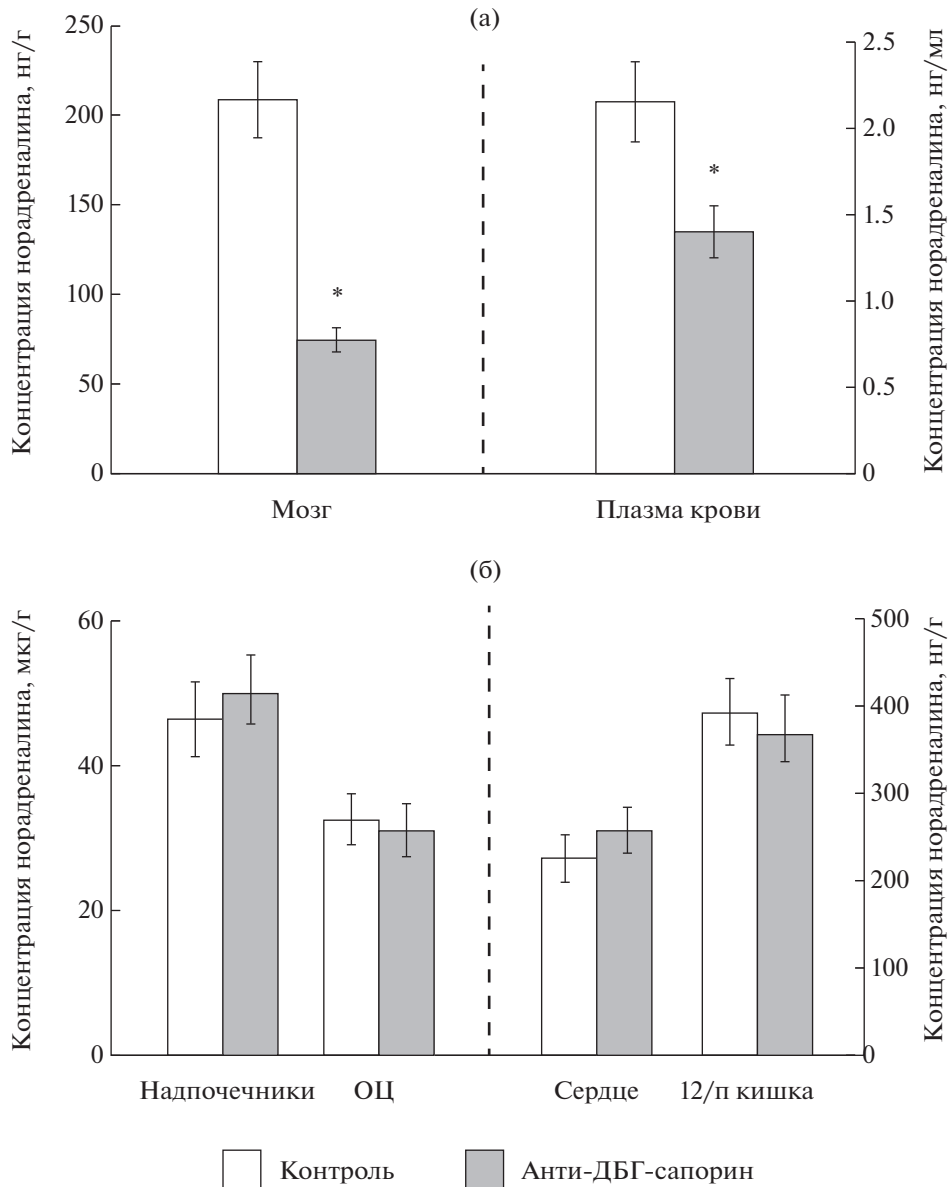 (а)
Концентрация норадреналина, нг/г
250
200
150
100
50
0
*
*
2.5
2.0
1.5
1.0
0.5
0
Концентрация норадреналина, нг/мл
Мозг
Плазма крови
(б)
Концентрация норадреналина, мкг/г
60
40
20
0
500
400
300
200
100
0
Концентрация норадреналина, нг/г
Надпочечники
ОЦ
Сердце
12/п кишка
Контроль
Анти-ДБГ-сапорин